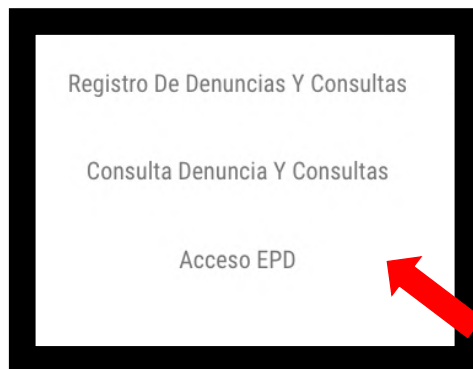 Registro De Denuncias Y Consultas
Consulta Denuncia Y Consultas
Acceso EPD